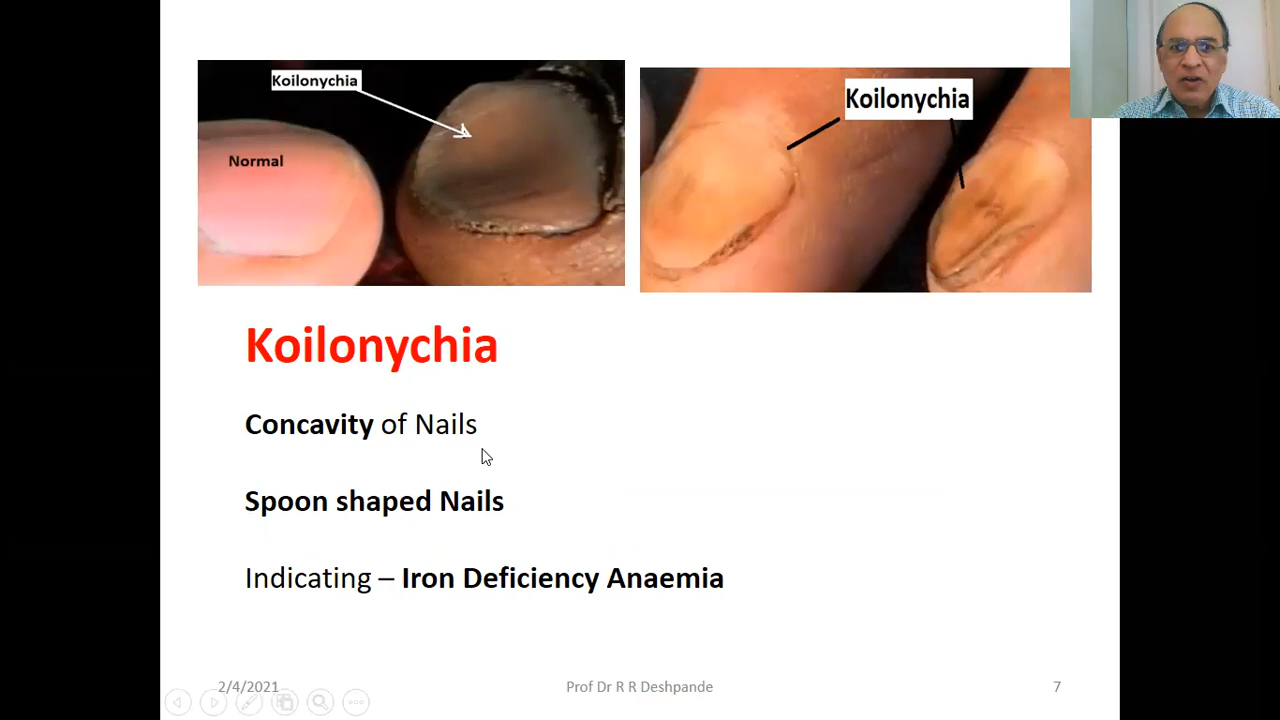 Koilonychia
Normal
Koilonychia
Koilonychia
Concavity of Nails
Spoon shaped Nails
Indicating – Iron Deficiency Anaemia
2/4/2021
Prof Dr R R Deshpande
7